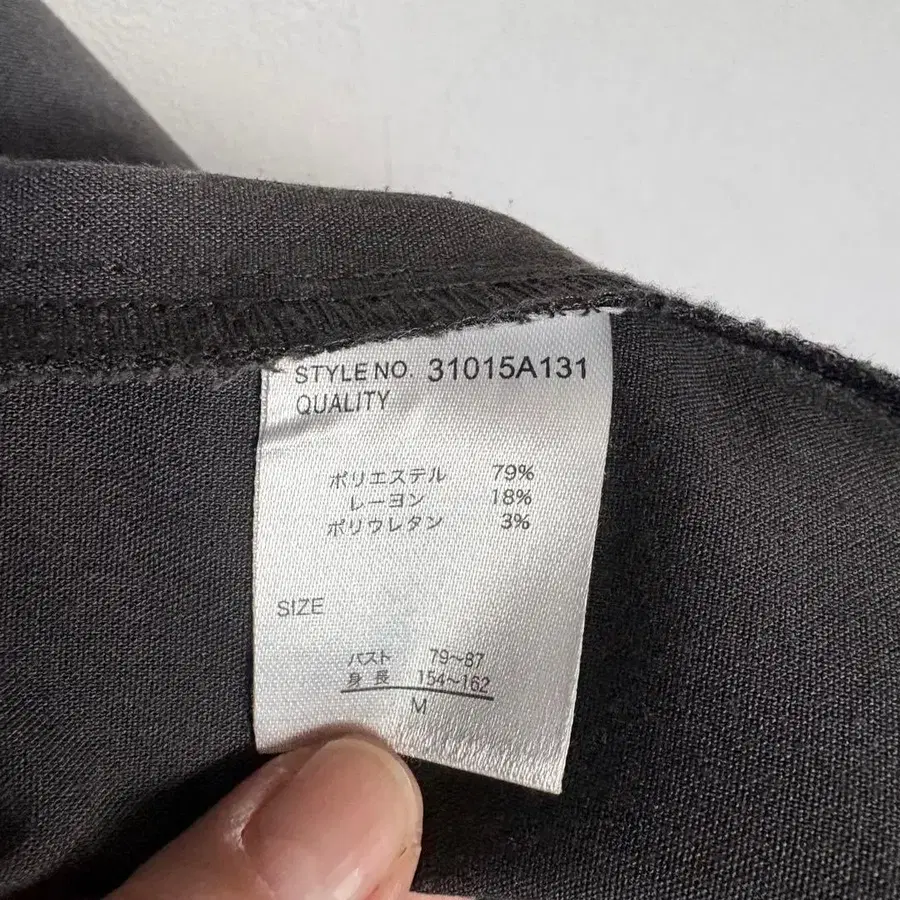 STYLE NO. 31015A131
QUALITY
ポリエステル 79%
レーヨン 18%
ポリウレタン 3%
SIZE
バスト 79〜87
身長 154〜162
M